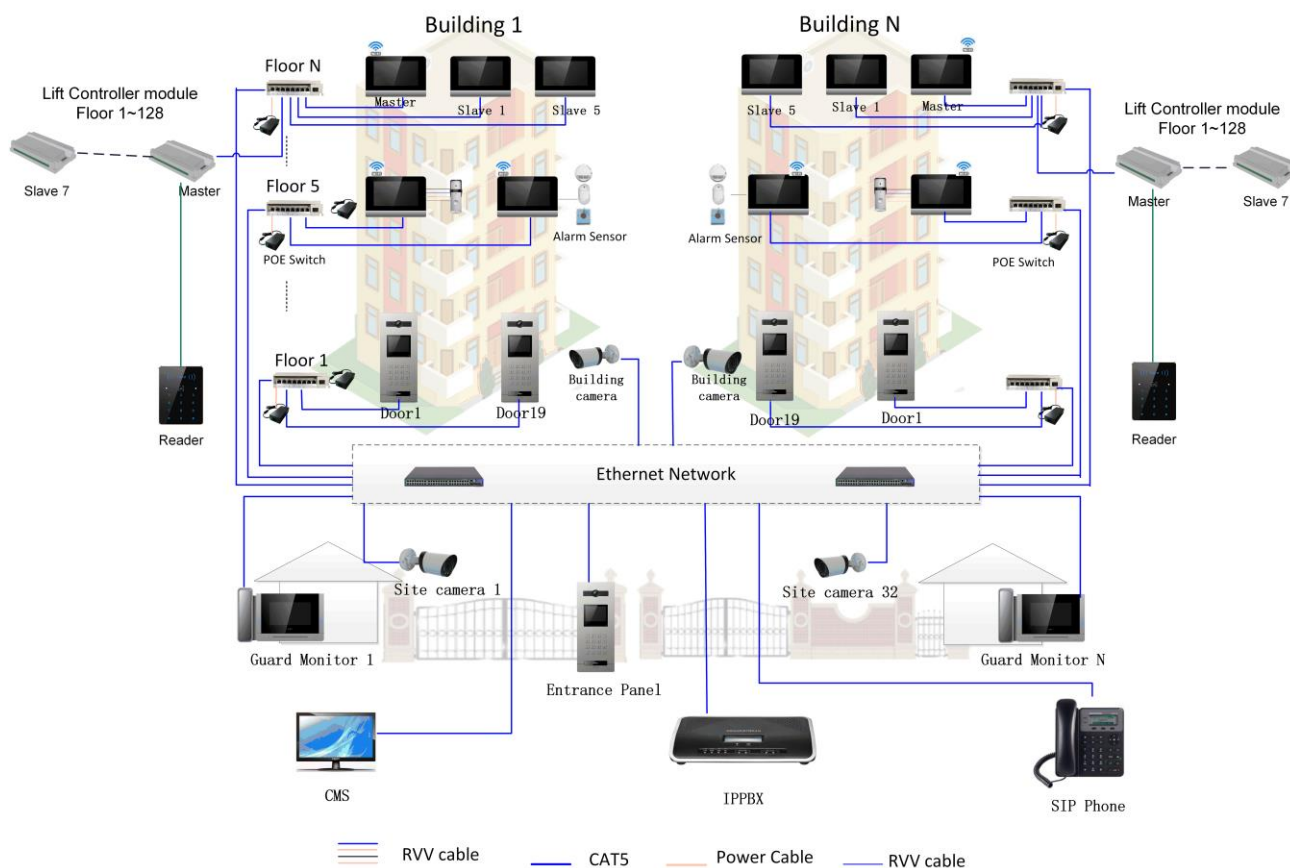 Building 1
Building N
Floor N
Master
Slave 1
Slave 5
Slave 5
Slave 1
Master
Lift Controller module
Floor 1~128
Lift Controller module
Floor 1~128
Slave 7
Master
Master
Slave 7
Floor 5
POE Switch
Alarm Sensor
Alarm Sensor
POE Switch
Floor 1
Door1
Door19
Building
camera
Building
camera
Door19
Door1
Reader
Reader
Ethernet Network
Site camera 1
Site camera 32
Guard Monitor 1
Entrance Panel
Guard Monitor N
CMS
IPPBX
SIP Phone
RVV cable
CAT5
Power Cable
RVV cable